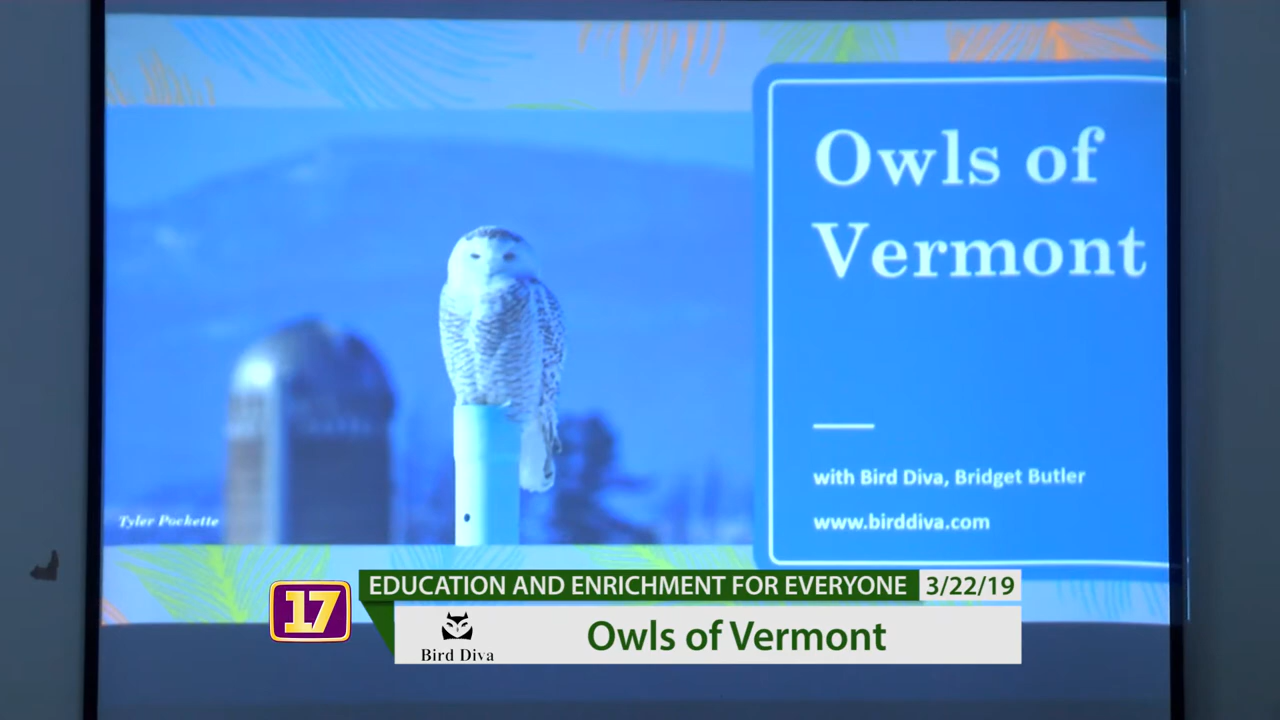 Owls of
Vermont
with Bird Diva, Bridget Butler
www.birddiva.com
Tyler Pockette
17
EDUCATION AND ENRICHMENT FOR EVERYONE
3/22/19
Bird Diva
Owls of Vermont